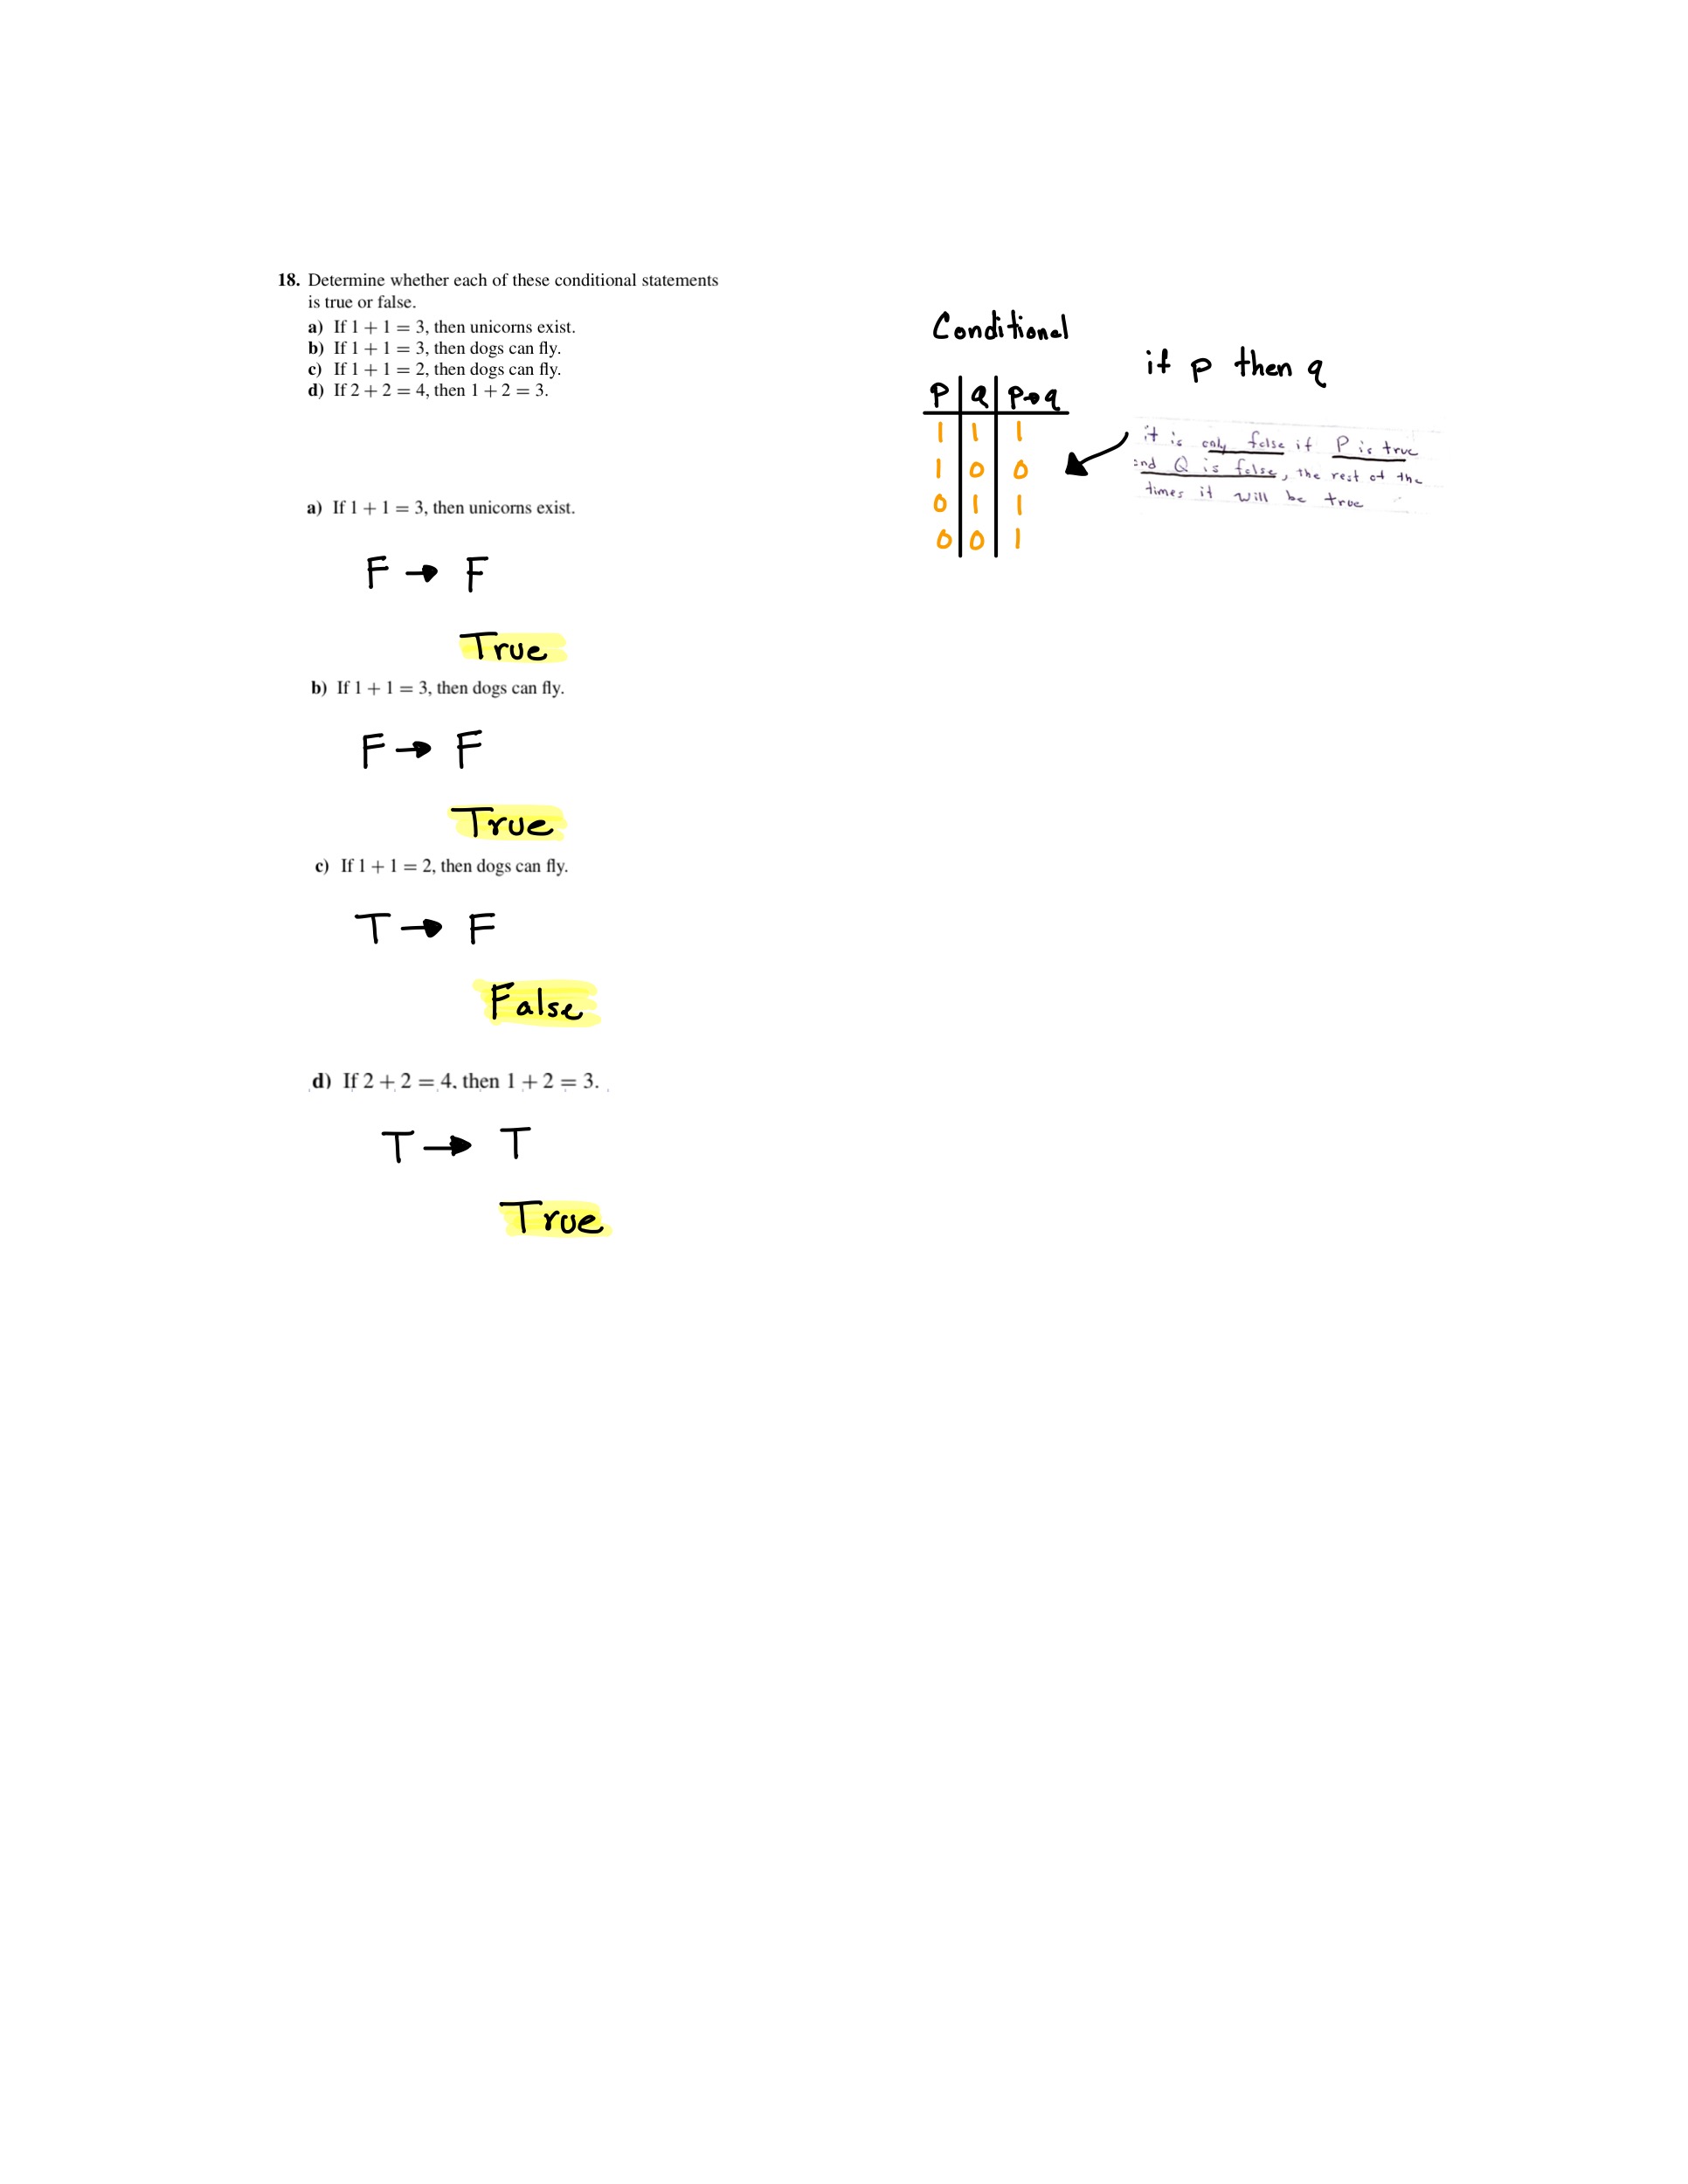 18. Determine whether each of these conditional statements
is true or false.
a) If 1 + 1 = 3, then unicorns exist.
b) If 1 + 1 = 3, then dogs can fly.
c) If 1 + 1 = 2, then dogs can fly.
d) If 2 + 2 = 4, then 1 + 2 = 3.
Conditional
if p then q
P Q P→q
1 1 1
1 0 0
0 1 1
0 0 1
it is only false if P is true
and Q is false, the rest of the
times it will be true
a) If 1 + 1 = 3, then unicorns exist.
F → F
True
b) If 1 + 1 = 3, then dogs can fly.
F → F
True
c) If 1 + 1 = 2, then dogs can fly.
T → F
False
d) If 2 + 2 = 4, then 1 + 2 = 3.
T → T
True